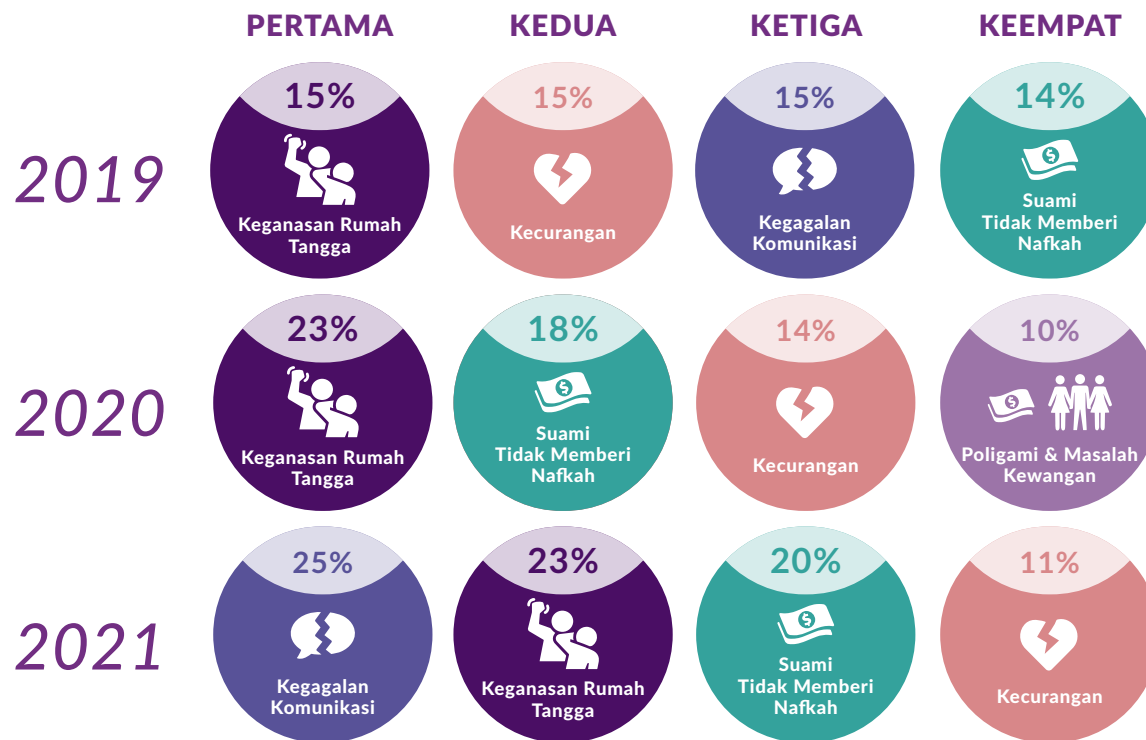 PERTAMA KEDUA KETIGA KEEMPAT
2019
15%
Keganasan Rumah
Tangga
15%
Kecurangan
15%
Kegagalan
Komunikasi
14%
Suami
Tidak Memberi
Nafkah
2020
23%
Keganasan Rumah
Tangga
18%
Suami
Tidak Memberi
Nafkah
14%
Kecurangan
10%
Poligami & Masalah
Kewangan
2021
25%
Kegagalan
Komunikasi
23%
Keganasan Rumah
Tangga
20%
Suami
Tidak Memberi
Nafkah
11%
Kecurangan